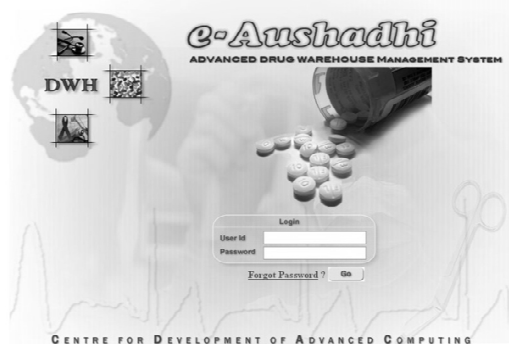 e-Aushadhi
ADVANCED DRUG WAREHOUSE MANAGEMENT SYSTEM
DWH
Login
User Id
Password
Forgot Password ? Go
CENTRE FOR DEVELOPMENT OF ADVANCED COMPUTING